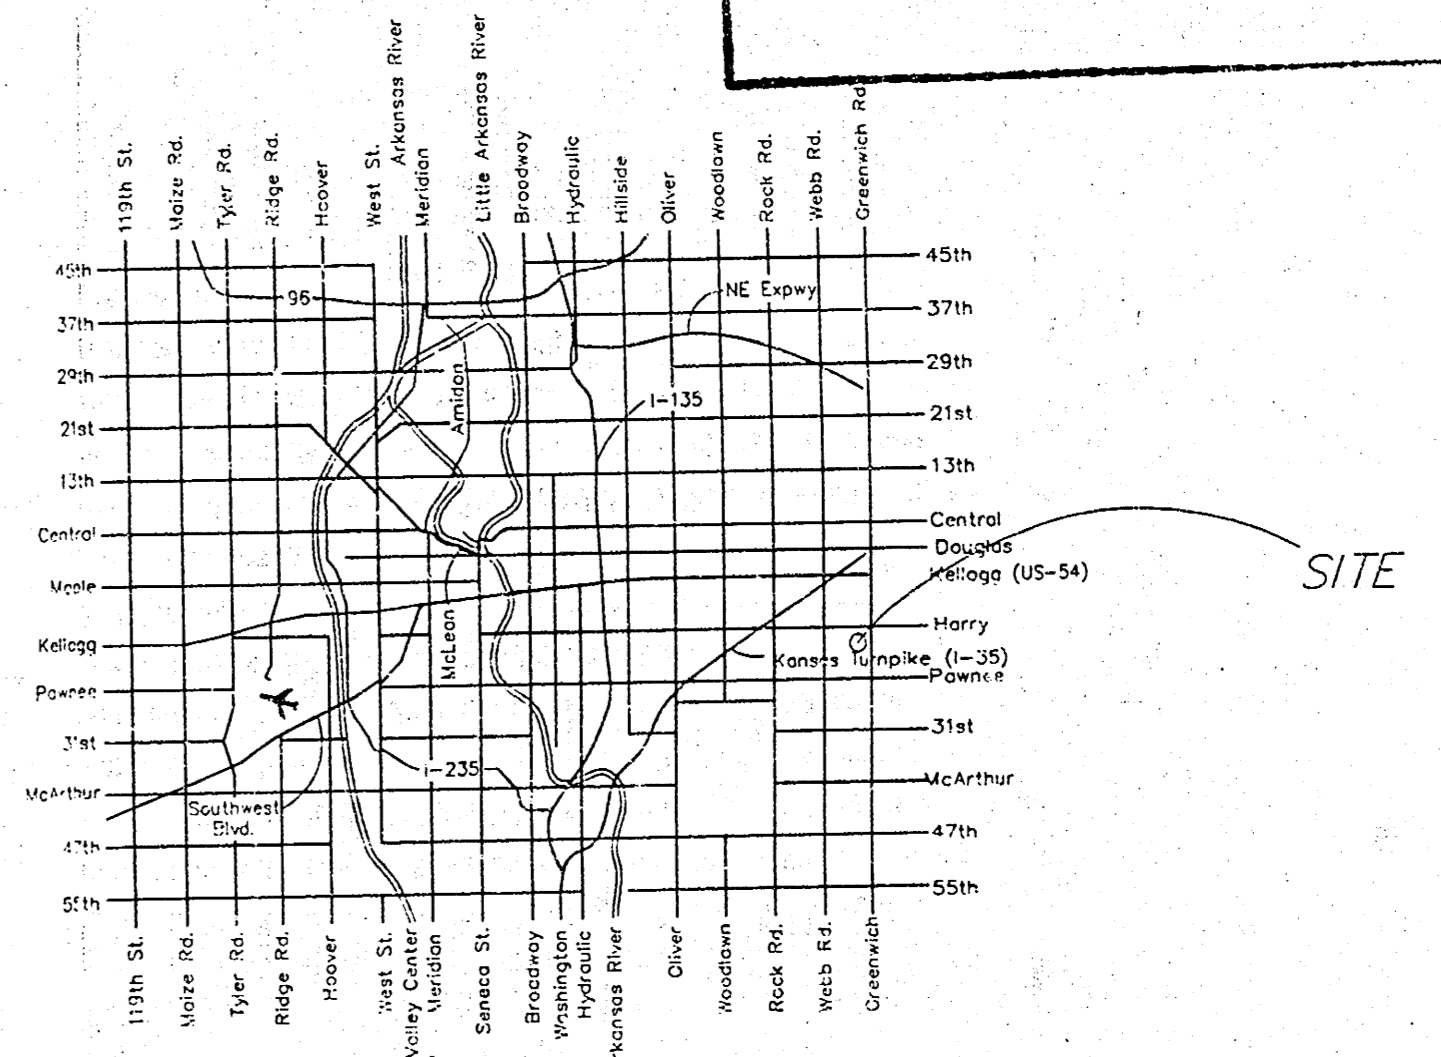 119th St.
Maize Rd.
Tyler Rd.
Ridge Rd.
Hoover
West St.
Arkansas River
Meridian
Little Arkansas River
Broadway
Hydraulic
Hillside
Oliver
Woodlawn
Rock Rd.
Webb Rd.
Greenwich Rd
45th
96
37th
29th
21st
13th
Central
Maple
Kellogg
Pawnee
31st
McArthur
47th
55th
Amidon
McLean
I-135
NE Expwy
I-235
Southwest
Blvd.
45th
37th
29th
21st
13th
Central
Douglas
Kellogg (US-54)
Harry
Kansas Turnpike (I-35)
Pawnee
31st
McArthur
47th
55th
SITE
119th St.
Maize Rd.
Tyler Rd.
Ridge Rd.
Hoover
West St.
Valley Center
Meridian
Seneca St.
Broadway
Washington
Hydraulic
rkansas River
Oliver
Woodlawn
Rock Rd.
Webb Rd.
Greenwich